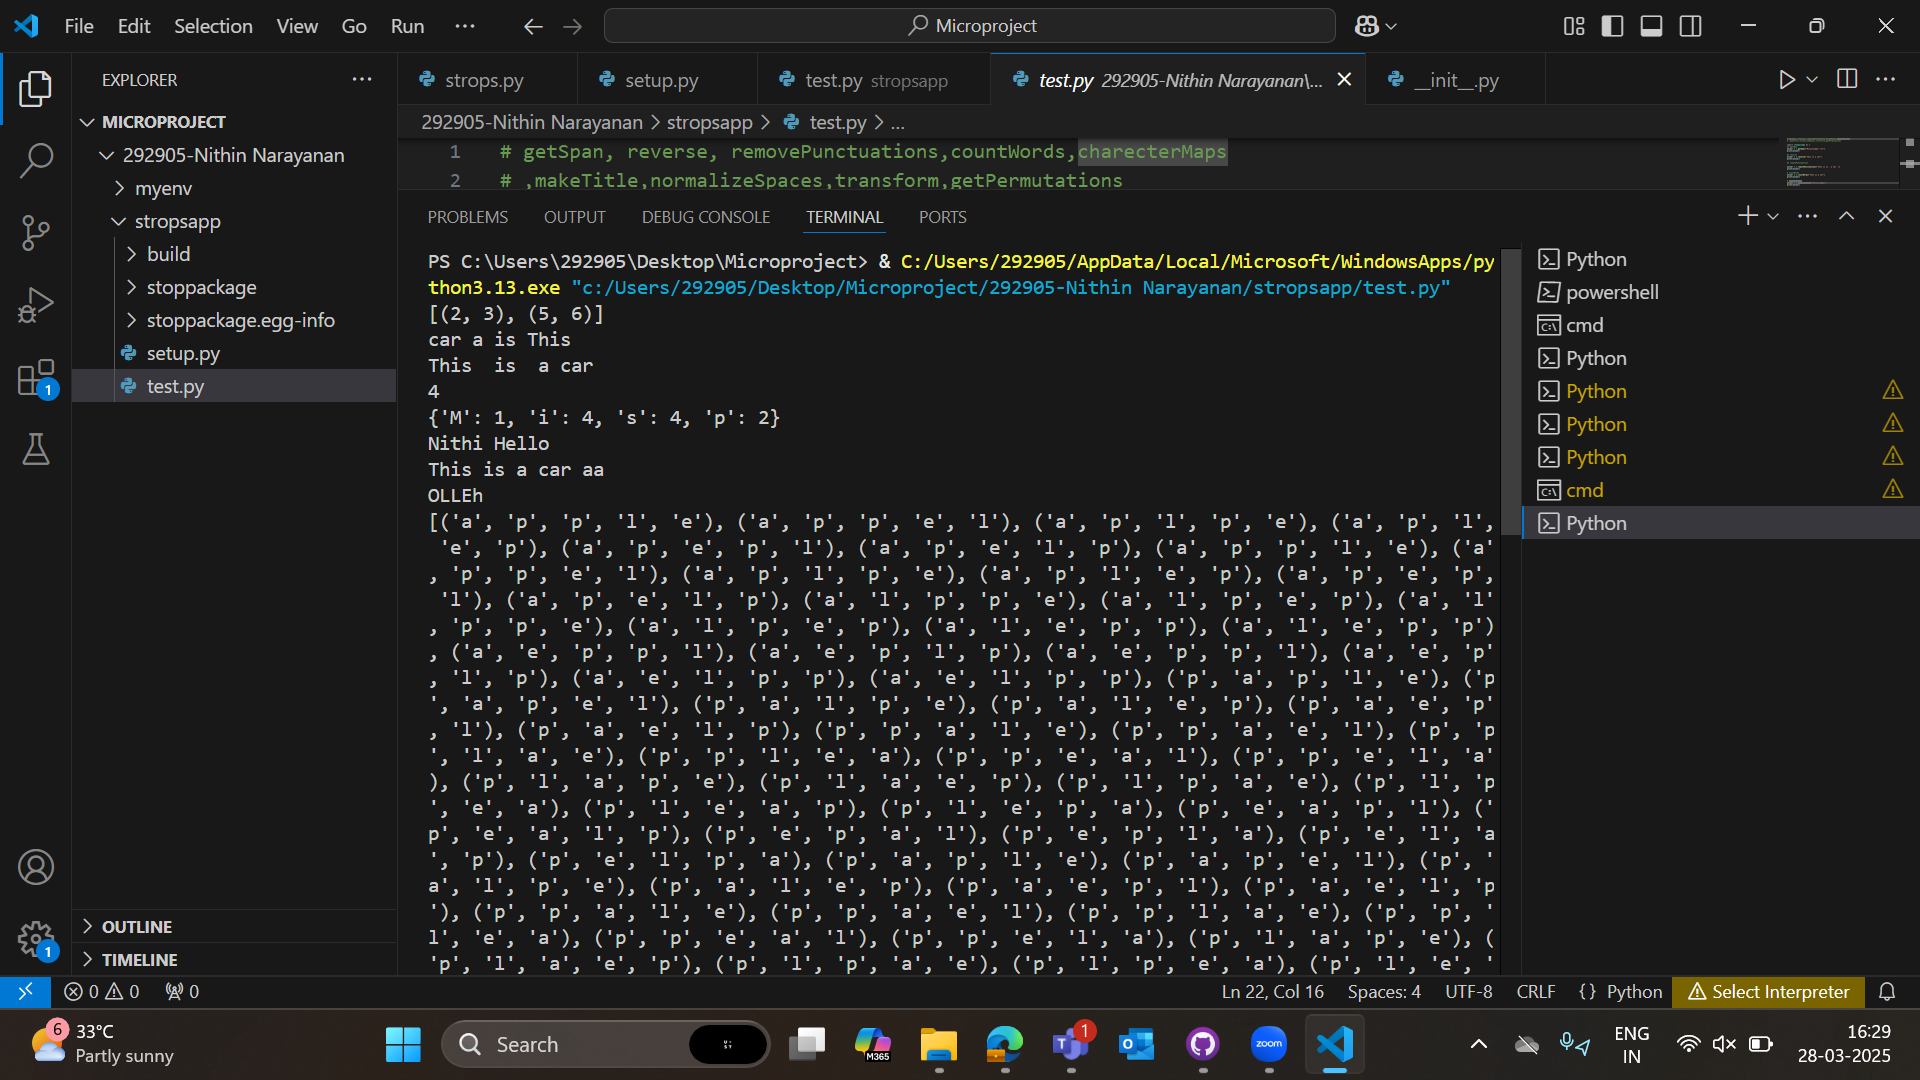 File Edit Selection View Go Run ··· Microproject
EXPLORER ···
strops.py setup.py test.py stropsapp test.py 292905-Nithin Narayanan\... __init__.py
MICROPROJECT
292905-Nithin Narayanan
myenv
stropsapp
build
stoppackage
stoppackage.egg-info
setup.py
test.py
OUTLINE
TIMELINE
292905-Nithin Narayanan > stropsapp > test.py > ...
1 # getSpan, reverse, removePunctuations,countWords,charecterMaps
2 # ,makeTitle,normalizeSpaces,transform,getPermutations
PROBLEMS OUTPUT DEBUG CONSOLE TERMINAL PORTS
PS C:\Users\292905\Desktop\Microproject> & C:/Users/292905/AppData/Local/Microsoft/WindowsApps/py
thon3.13.exe "c:/Users/292905/Desktop/Microproject/292905-Nithin Narayanan/stropsapp/test.py"
[(2, 3), (5, 6)]
car a is This
This  is  a car
4
{'M': 1, 'i': 4, 's': 4, 'p': 2}
Nithi Hello
This is a car aa
OLLEh
[('a', 'p', 'p', 'l', 'e'), ('a', 'p', 'p', 'e', 'l'), ('a', 'p', 'l', 'p', 'e'), ('a', 'p', 'l',
 'e', 'p'), ('a', 'p', 'e', 'p', 'l'), ('a', 'p', 'e', 'l', 'p'), ('a', 'p', 'p', 'l', 'e'), ('a'
, 'p', 'p', 'e', 'l'), ('a', 'p', 'l', 'p', 'e'), ('a', 'p', 'l', 'e', 'p'), ('a', 'p', 'e', 'p',
 'l'), ('a', 'p', 'e', 'l', 'p'), ('a', 'l', 'p', 'p', 'e'), ('a', 'l', 'p', 'e', 'p'), ('a', 'l'
, 'p', 'p', 'e'), ('a', 'l', 'p', 'e', 'p'), ('a', 'l', 'e', 'p', 'p'), ('a', 'l', 'e', 'p', 'p')
, ('a', 'e', 'p', 'p', 'l'), ('a', 'e', 'p', 'l', 'p'), ('a', 'e', 'p', 'p', 'l'), ('a', 'e', 'p'
, 'l', 'p'), ('a', 'e', 'l', 'p', 'p'), ('a', 'e', 'l', 'p', 'p'), ('p', 'a', 'p', 'l', 'e'), ('p
', 'a', 'p', 'e', 'l'), ('p', 'a', 'l', 'p', 'e'), ('p', 'a', 'l', 'e', 'p'), ('p', 'a', 'e', 'p'
, 'l'), ('p', 'a', 'e', 'l', 'p'), ('p', 'p', 'a', 'l', 'e'), ('p', 'p', 'a', 'e', 'l'), ('p', 'p
', 'l', 'a', 'e'), ('p', 'p', 'l', 'e', 'a'), ('p', 'p', 'e', 'a', 'l'), ('p', 'p', 'e', 'l', 'a'
), ('p', 'l', 'a', 'p', 'e'), ('p', 'l', 'a', 'e', 'p'), ('p', 'l', 'p', 'a', 'e'), ('p', 'l', 'p
', 'e', 'a'), ('p', 'l', 'e', 'a', 'p'), ('p', 'l', 'e', 'p', 'a'), ('p', 'e', 'a', 'p', 'l'), ('
p', 'e', 'a', 'l', 'p'), ('p', 'e', 'p', 'a', 'l'), ('p', 'e', 'p', 'l', 'a'), ('p', 'e', 'l', 'a
', 'p'), ('p', 'e', 'l', 'p', 'a'), ('p', 'a', 'p', 'l', 'e'), ('p', 'a', 'p', 'e', 'l'), ('p', '
a', 'l', 'p', 'e'), ('p', 'a', 'l', 'e', 'p'), ('p', 'a', 'e', 'p', 'l'), ('p', 'a', 'e', 'l', 'p
'), ('p', 'p', 'a', 'l', 'e'), ('p', 'p', 'a', 'e', 'l'), ('p', 'p', 'l', 'a', 'e'), ('p', 'p', '
l', 'e', 'a'), ('p', 'p', 'e', 'a', 'l'), ('p', 'p', 'e', 'l', 'a'), ('p', 'l', 'a', 'p', 'e'), (
'p', 'l', 'a', 'e', 'p'), ('p', 'l', 'p', 'a', 'e'), ('p', 'l', 'p', 'e', 'a'), ('p', 'l', 'e', '
Python
powershell
cmd
Python
Python
Python
Python
cmd
Python
1
1
0 0 0 Ln 22, Col 16 Spaces: 4 UTF-8 CRLF {} Python Select Interpreter
6 33°C
Partly sunny
Search M365 1 zoom
ENG
IN
16:29
28-03-2025